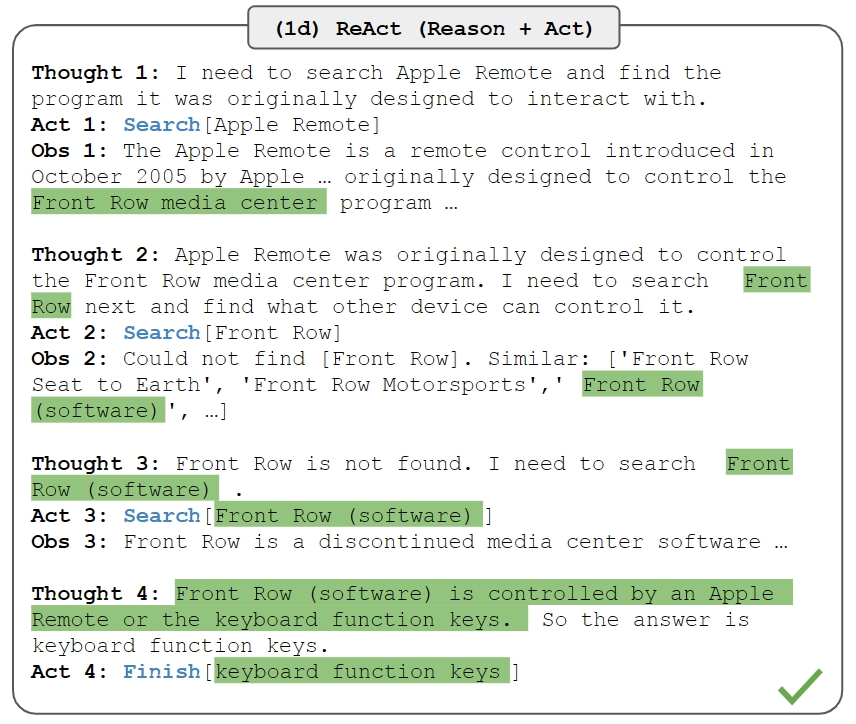 (1d) ReAct (Reason + Act)
Thought 1: I need to search Apple Remote and find the
program it was originally designed to interact with.
Act 1: Search[Apple Remote]
Obs 1: The Apple Remote is a remote control introduced in
October 2005 by Apple … originally designed to control the
Front Row media center program …
Thought 2: Apple Remote was originally designed to control
the Front Row media center program. I need to search Front
Row next and find what other device can control it.
Act 2: Search[Front Row]
Obs 2: Could not find [Front Row]. Similar: ['Front Row
Seat to Earth', 'Front Row Motorsports',' Front Row
(software)', …]
Thought 3: Front Row is not found. I need to search Front
Row (software) .
Act 3: Search[Front Row (software) ]
Obs 3: Front Row is a discontinued media center software …
Thought 4: Front Row (software) is controlled by an Apple
Remote or the keyboard function keys. So the answer is
keyboard function keys.
Act 4: Finish[keyboard function keys ]